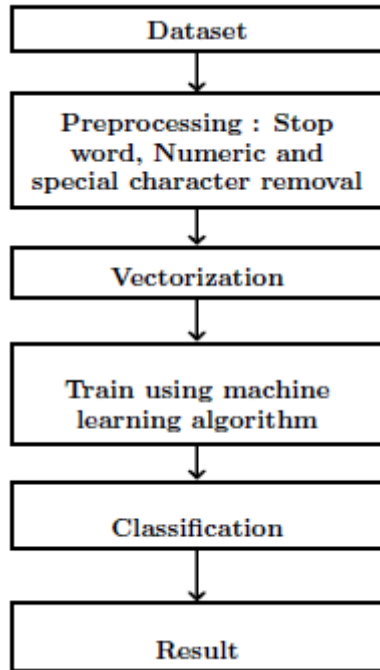 Dataset
Preprocessing : Stop
word, Numeric and
special character removal
Vectorization
Train using machine
learning algorithm
Classification
Result